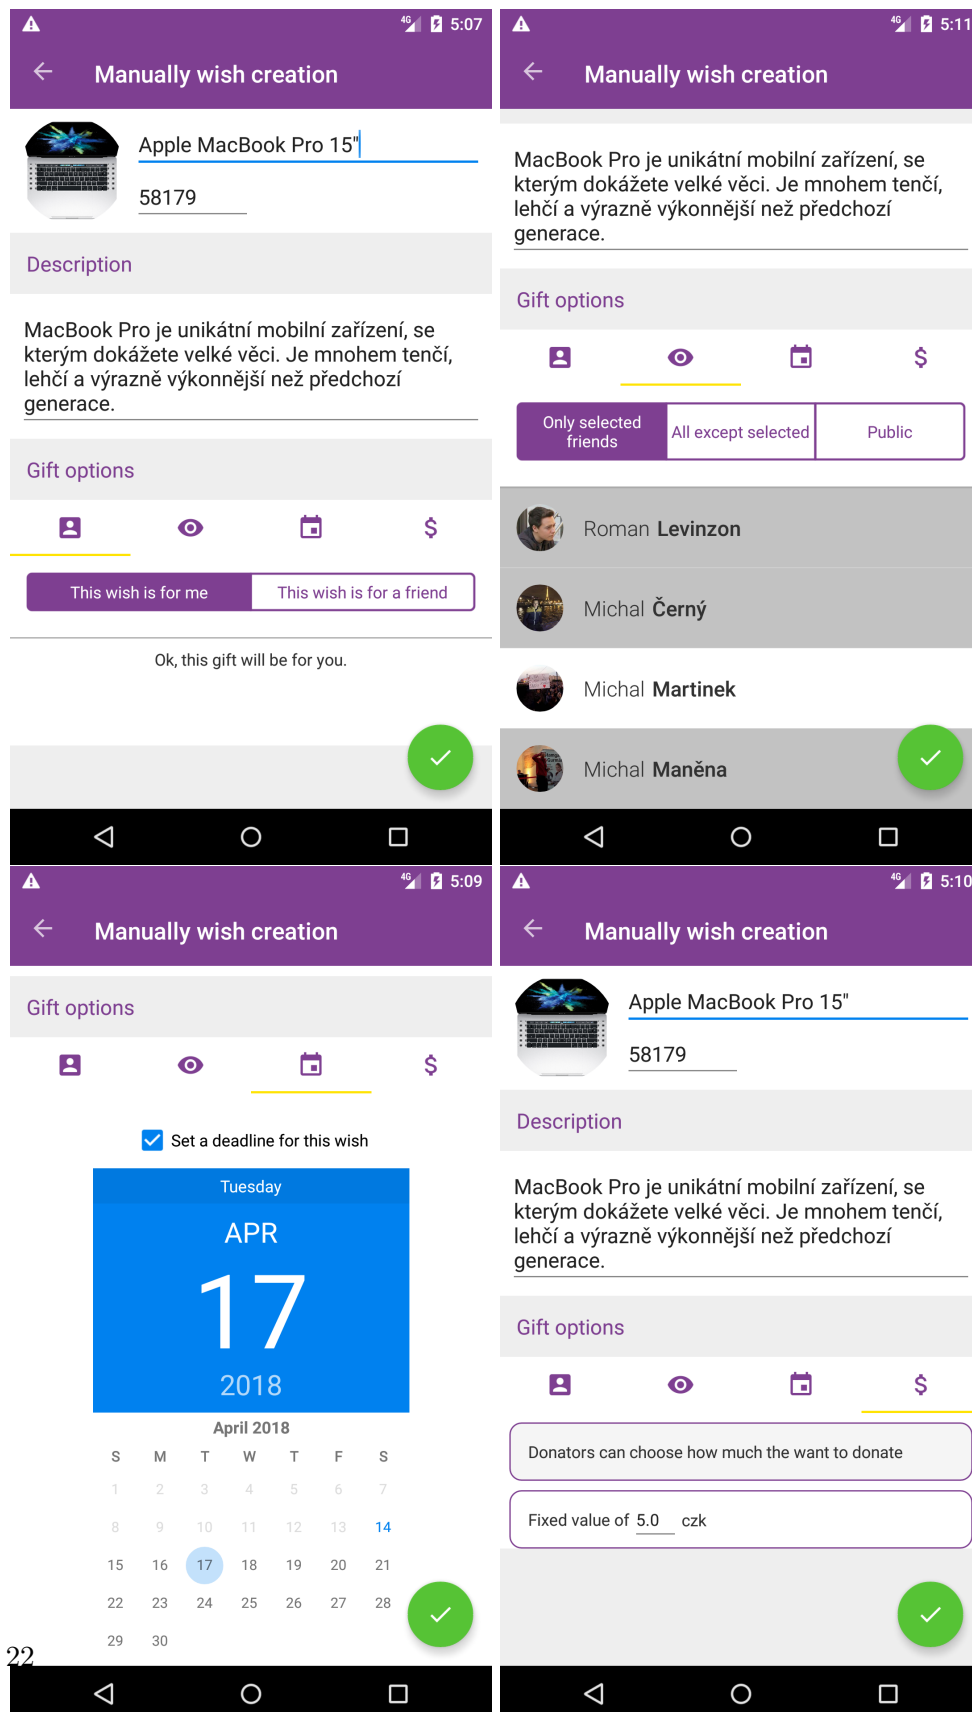 4G 5:07
Manually wish creation
Apple MacBook Pro 15"
58179
Description
MacBook Pro je unikátní mobilní zařízení, se
kterým dokážete velké věci. Je mnohem tenčí,
lehčí a výrazně výkonnější než předchozí
generace.
Gift options
$
This wish is for me This wish is for a friend
Ok, this gift will be for you.
4G 5:11
Manually wish creation
MacBook Pro je unikátní mobilní zařízení, se
kterým dokážete velké věci. Je mnohem tenčí,
lehčí a výrazně výkonnější než předchozí
generace.
Gift options
$
Only selected
friends
All except selected
Public
Roman Levinzon
Michal Černý
Michal Martinek
Michal Maněna
4G 5:09
Manually wish creation
Gift options
$
Set a deadline for this wish
Tuesday
APR
17
2018
April 2018
S M T W T F S
1 2 3 4 5 6 7
8 9 10 11 12 13 14
15 16 17 18 19 20 21
22 23 24 25 26 27 28
29 30
22
4G 5:10
Manually wish creation
Apple MacBook Pro 15"
58179
Description
MacBook Pro je unikátní mobilní zařízení, se
kterým dokážete velké věci. Je mnohem tenčí,
lehčí a výrazně výkonnější než předchozí
generace.
Gift options
$
Donators can choose how much the want to donate
Fixed value of 5.0 czk